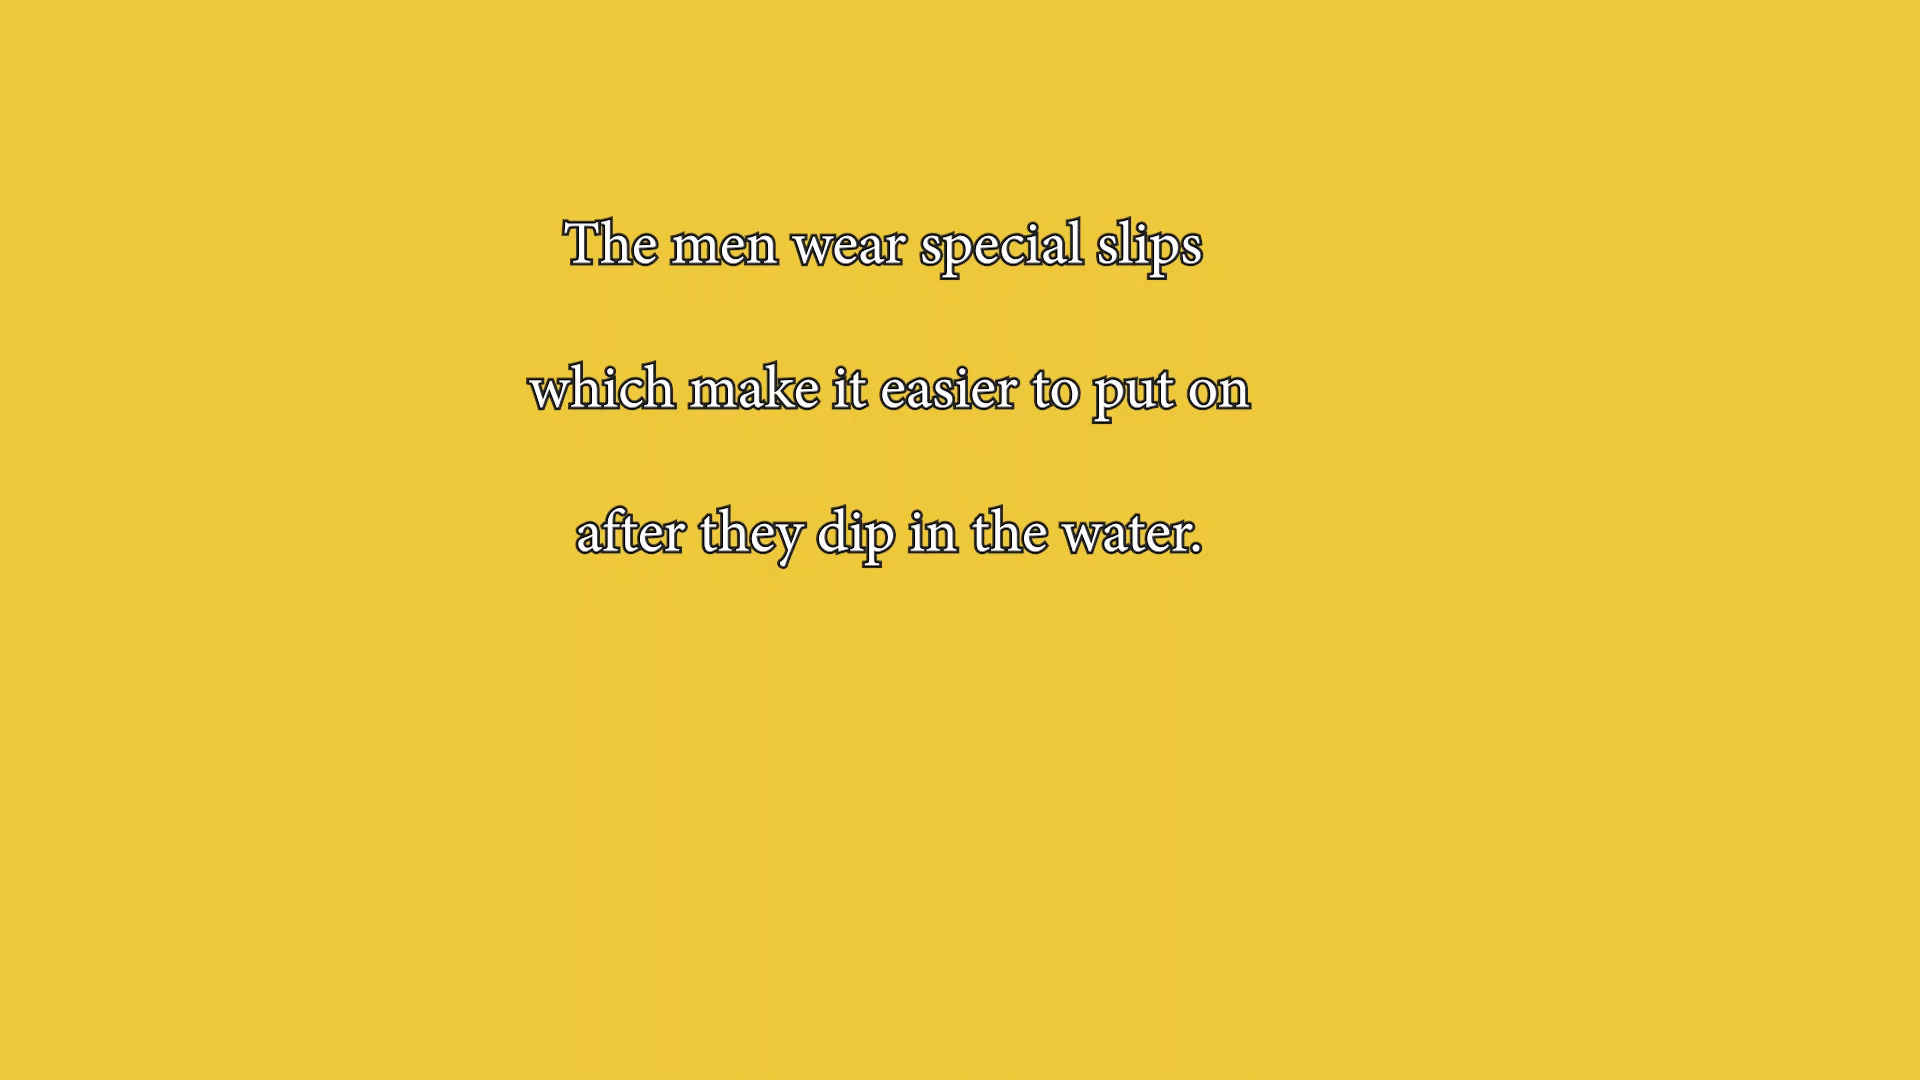 The men wear special slips
which make it easier to put on
after they dip in the water.